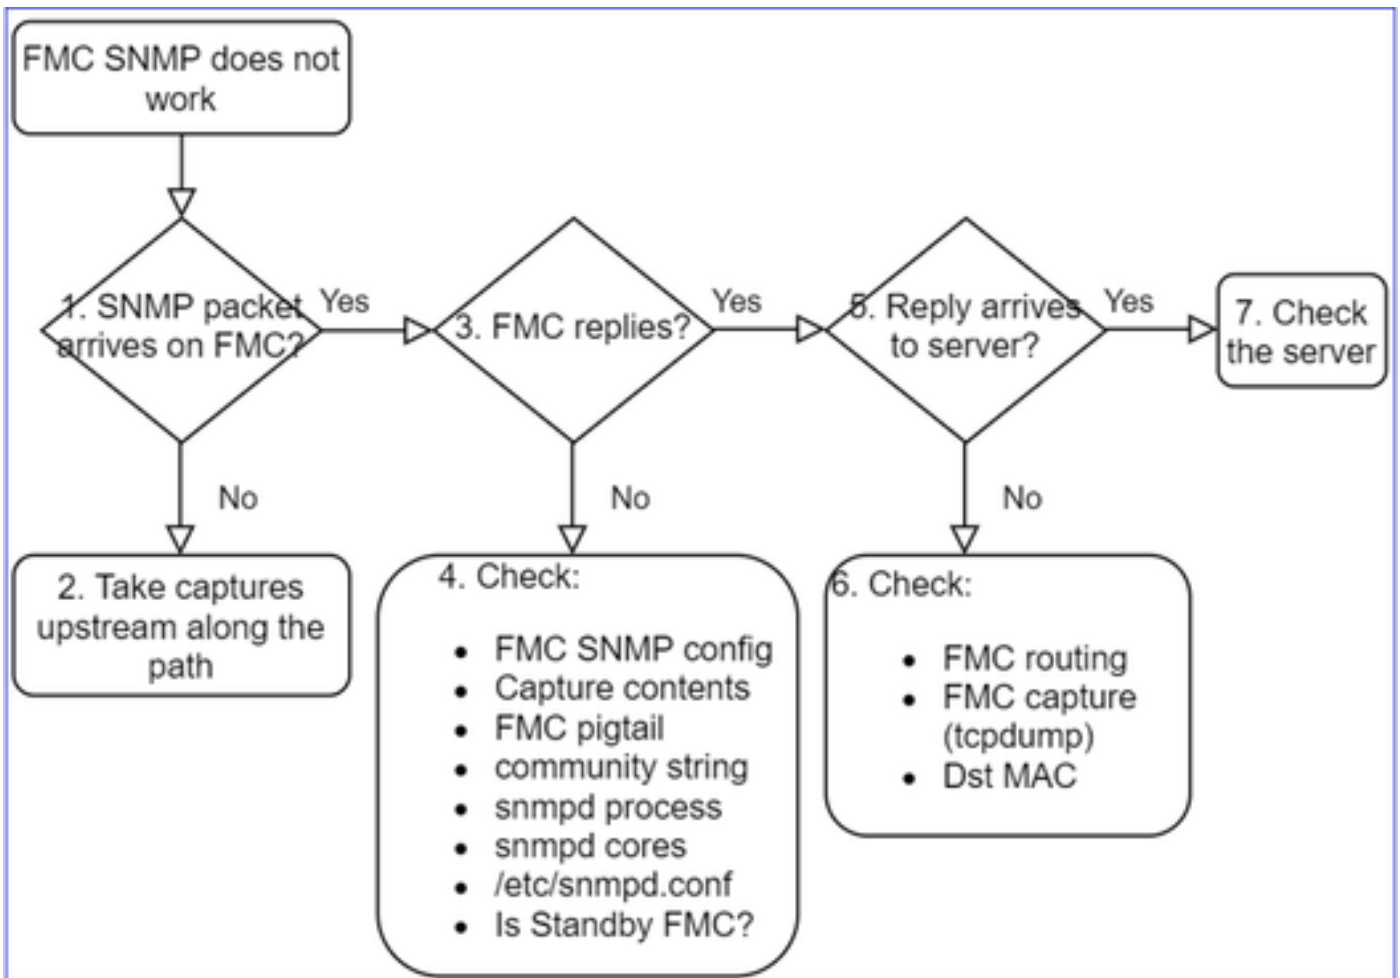 FMC SNMP does not
work
1. SNMP packet
arrives on FMC?
Yes
3. FMC replies?
Yes
5. Reply arrives
to server?
Yes
7. Check
the server
No
No
No
2. Take captures
upstream along the
path
4. Check:
• FMC SNMP config
• Capture contents
• FMC pigtail
• community string
• snmpd process
• snmpd cores
• /etc/snmpd.conf
• Is Standby FMC?
6. Check:
• FMC routing
• FMC capture
(tcpdump)
• Dst MAC